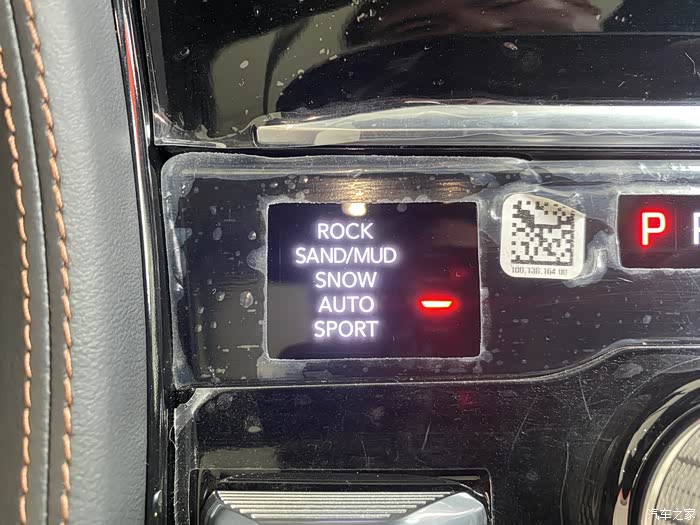 ROCK
SAND/MUD
SNOW
AUTO
SPORT
P
汽车之家